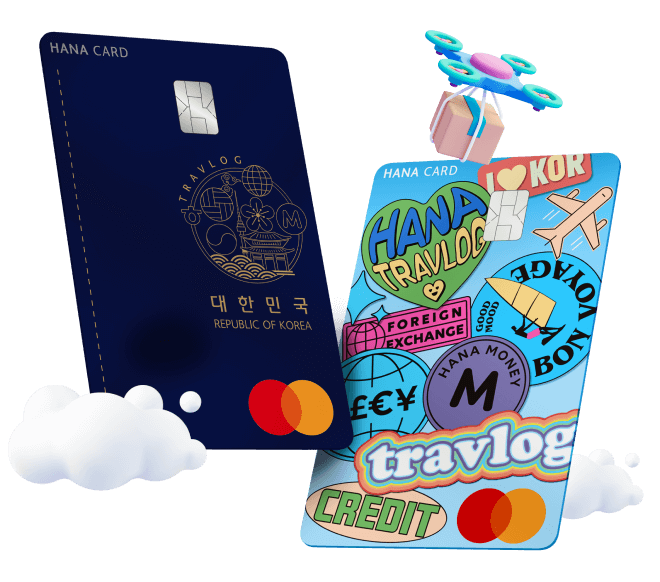 HANA CARD
TRAVLOG
M
대한민국
REPUBLIC OF KOREA
HANA CARD
I KOR
HANA
TRAVLOG
BON VOYAGE
GOOD
MOOD
FOREIGN
EXCHANGE
HANA MONEY
M
£€¥
travlog
CREDIT